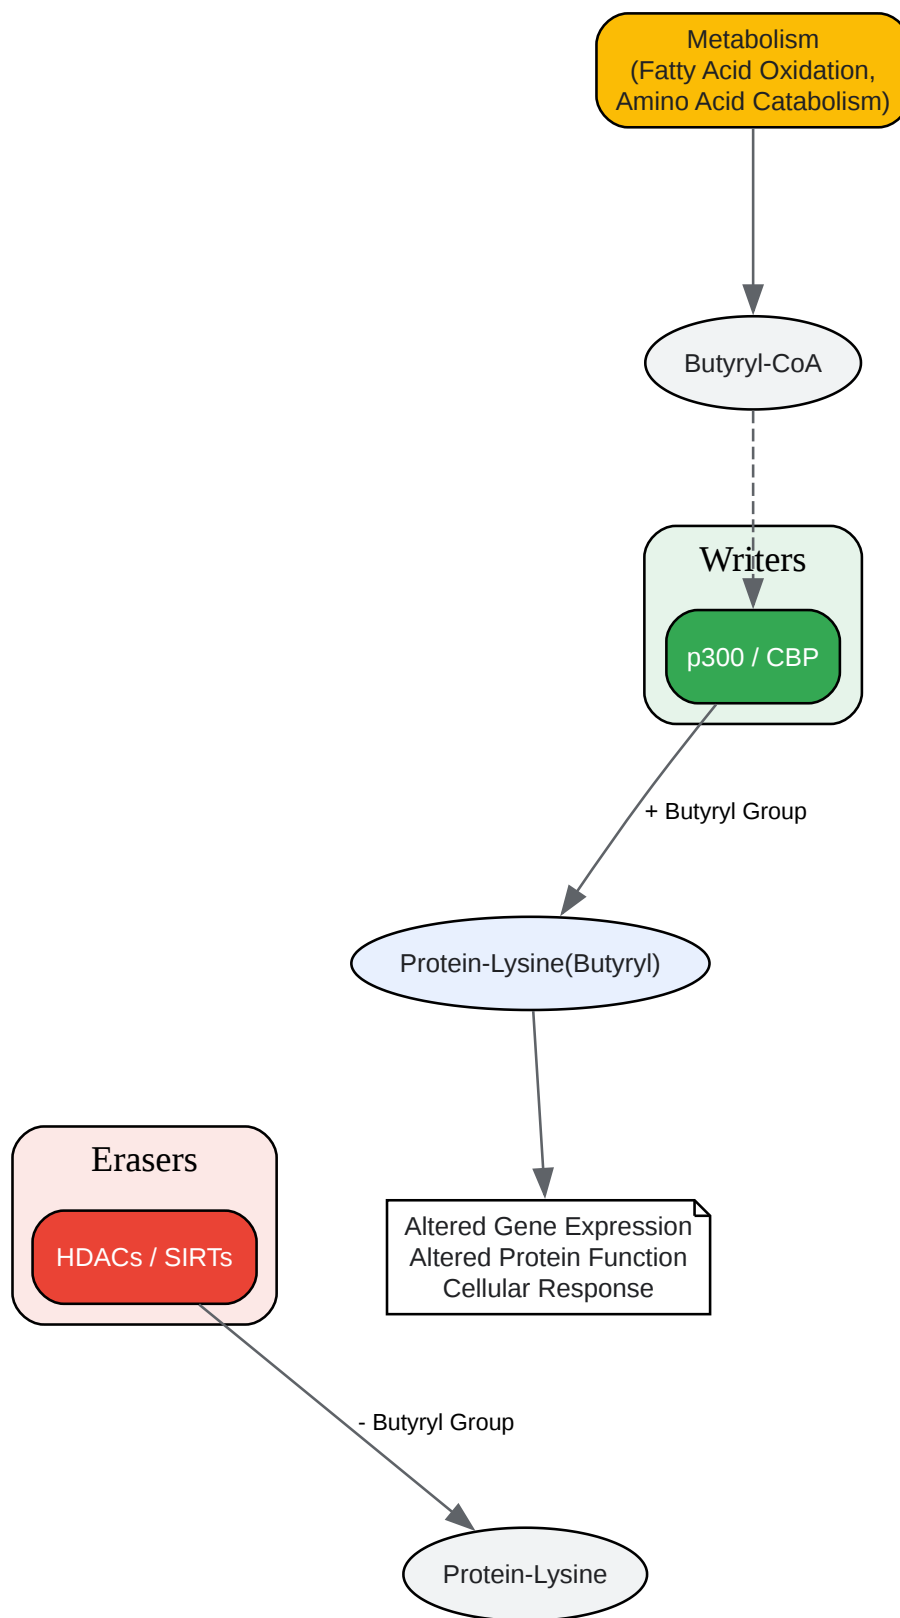 Metabolism
(Fatty Acid Oxidation,
Amino Acid Catabolism)
Butyryl-CoA
Writers
p300 / CBP
+ Butyryl Group
Protein-Lysine(Butyryl)
Erasers
HDACs / SIRTs
Altered Gene Expression
Altered Protein Function
Cellular Response
- Butyryl Group
Protein-Lysine